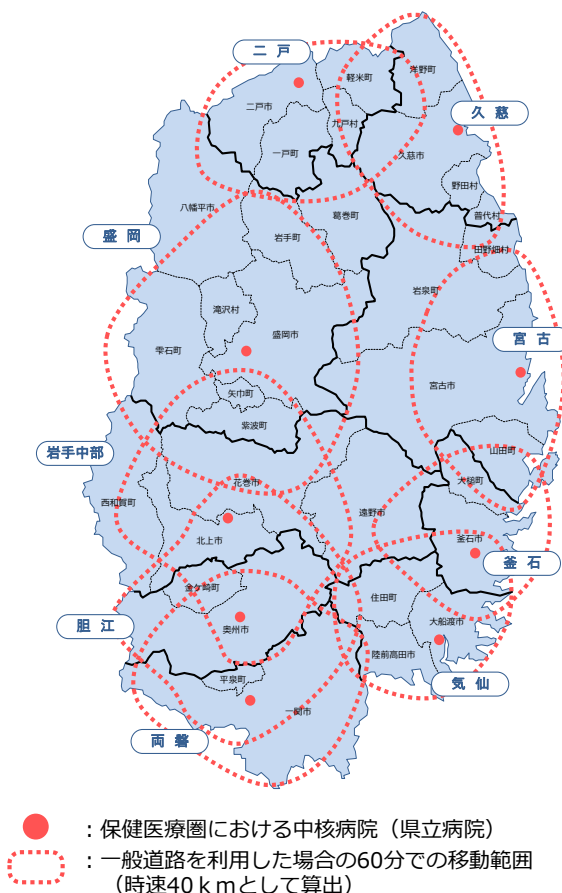 二 戸
軽米町
洋野町
二戸市
九戸村
久 慈
一戸町
久慈市
野田村
八幡平市
葛巻町
普代村
盛 岡
岩手町
田野畑村
岩泉町
滝沢村
盛岡市
雫石町
宮 古
矢巾町
宮古市
紫波町
岩手中部
山田町
花巻市
大槌町
西和賀町
遠野市
北上市
釜石市
釜 石
金ケ崎町
住田町
胆 江
奥州市
大船渡市
陸前高田市
平泉町
気 仙
一関市
両 磐
：保健医療圏における中核病院（県立病院）
：一般道路を利用した場合の60分での移動範囲
（時速40ｋｍとして算出）